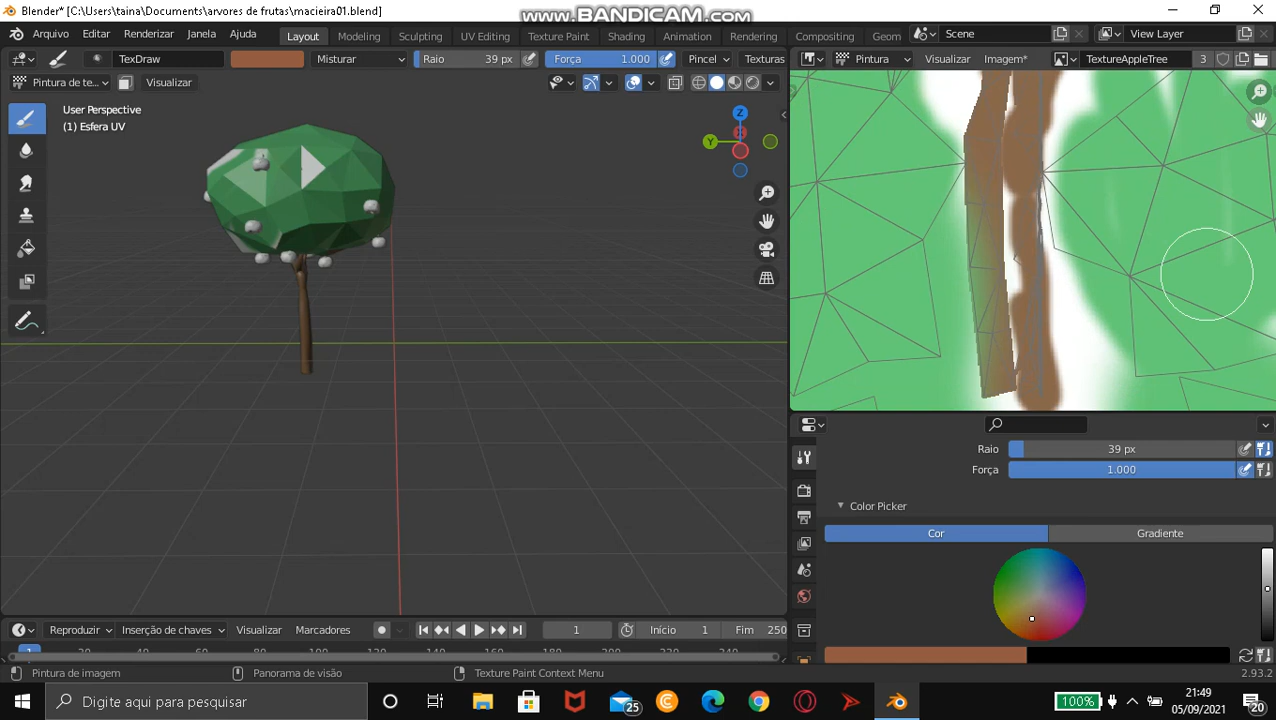 Blender* [C:\Users\taina\Documents\arvores de frutas\macieira01.blend]
www.BANDICAM.com
Arquivo Editar Renderizar Janela Ajuda Layout Modeling Sculpting UV Editing Texture Paint Shading Animation Rendering Compositing Geom Scene View Layer
TexDraw Misturar Raio 39 px Força 1.000 Pincel Texturas
Pintura Visualizar Imagem* TextureAppleTree 3
Pintura de te... Visualizar
User Perspective
(1) Esfera UV
Z
Y
X
Raio 39 px
Força 1.000
Color Picker
Cor Gradiente
Reproduzir Inserção de chaves Visualizar Marcadores 1 Início 1 Fim 250
1
Pintura de imagem Panorama de visão Texture Paint Context Menu 2.93.2
Digite aqui para pesquisar
25
100%
21:49
05/09/2021
20